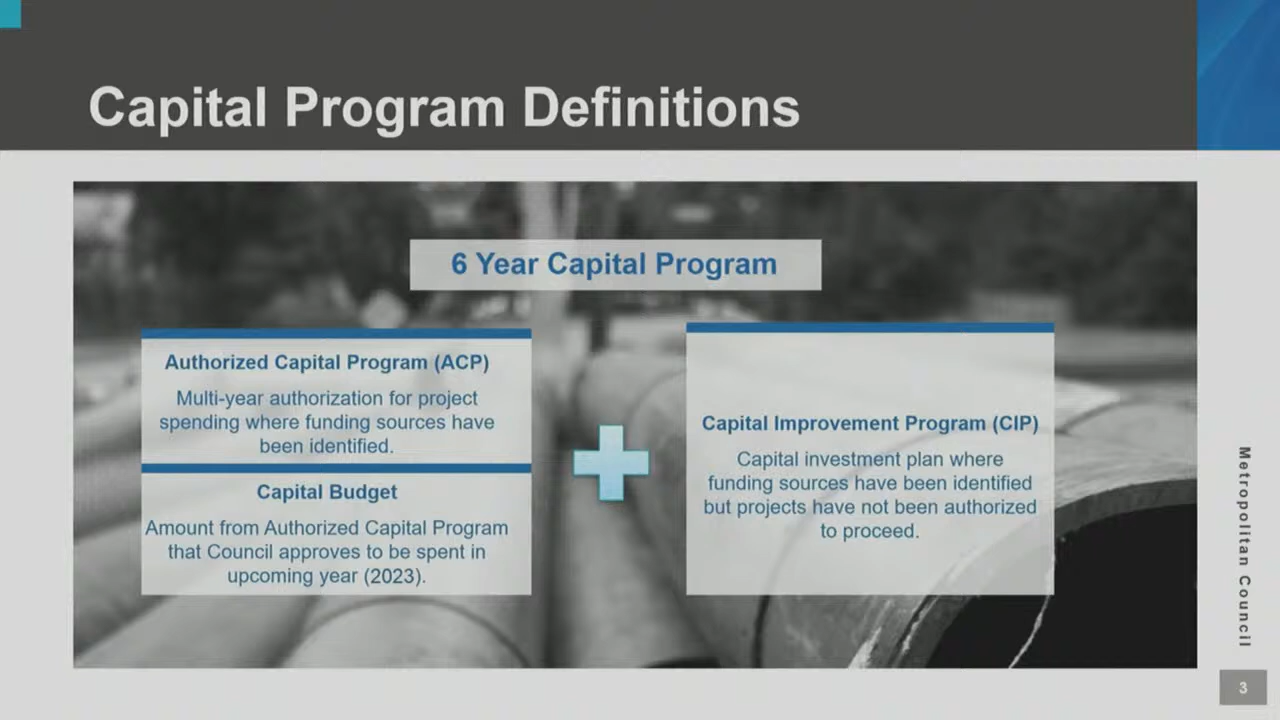 Capital Program Definitions
6 Year Capital Program
Authorized Capital Program (ACP)
Multi-year authorization for project
spending where funding sources have
been identified.
Capital Budget
Amount from Authorized Capital Program
that Council approves to be spent in
upcoming year (2023).
Capital Improvement Program (CIP)
Capital investment plan where
funding sources have been identified
but projects have not been authorized
to proceed.
Metropolitan Council
3